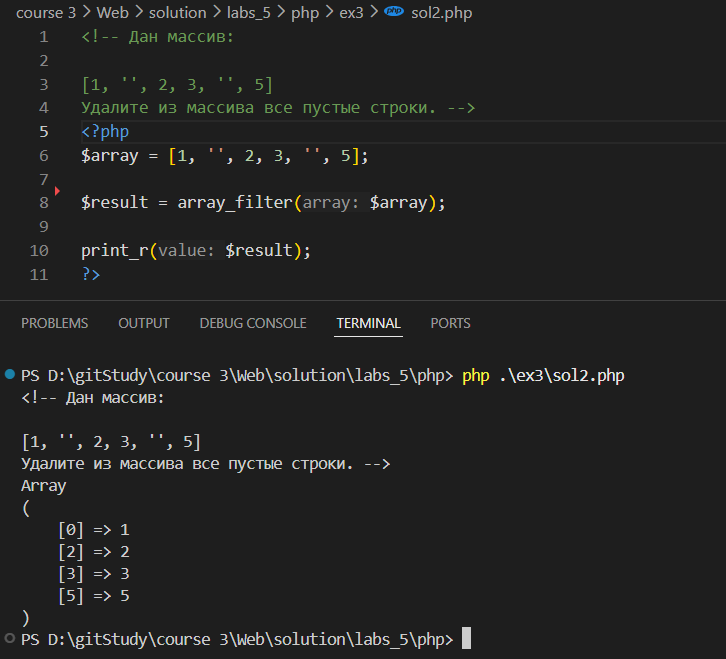 course 3 > Web > solution > labs_5 > php > ex3 > php sol2.php
1 <!-- Дан массив:
2
3 [1, '', 2, 3, '', 5]
4 Удалите из массива все пустые строки. -->
5 <?php
6 $array = [1, '', 2, 3, '', 5];
7
8 $result = array_filter(array: $array);
9
10 print_r(value: $result);
11 ?>
PROBLEMS OUTPUT DEBUG CONSOLE TERMINAL PORTS
PS D:\gitStudy\course 3\Web\solution\labs_5\php> php .\ex3\sol2.php
<!-- Дан массив:
[1, '', 2, 3, '', 5]
Удалите из массива все пустые строки. -->
Array
(
    [0] => 1
    [2] => 2
    [3] => 3
    [5] => 5
)
PS D:\gitStudy\course 3\Web\solution\labs_5\php>